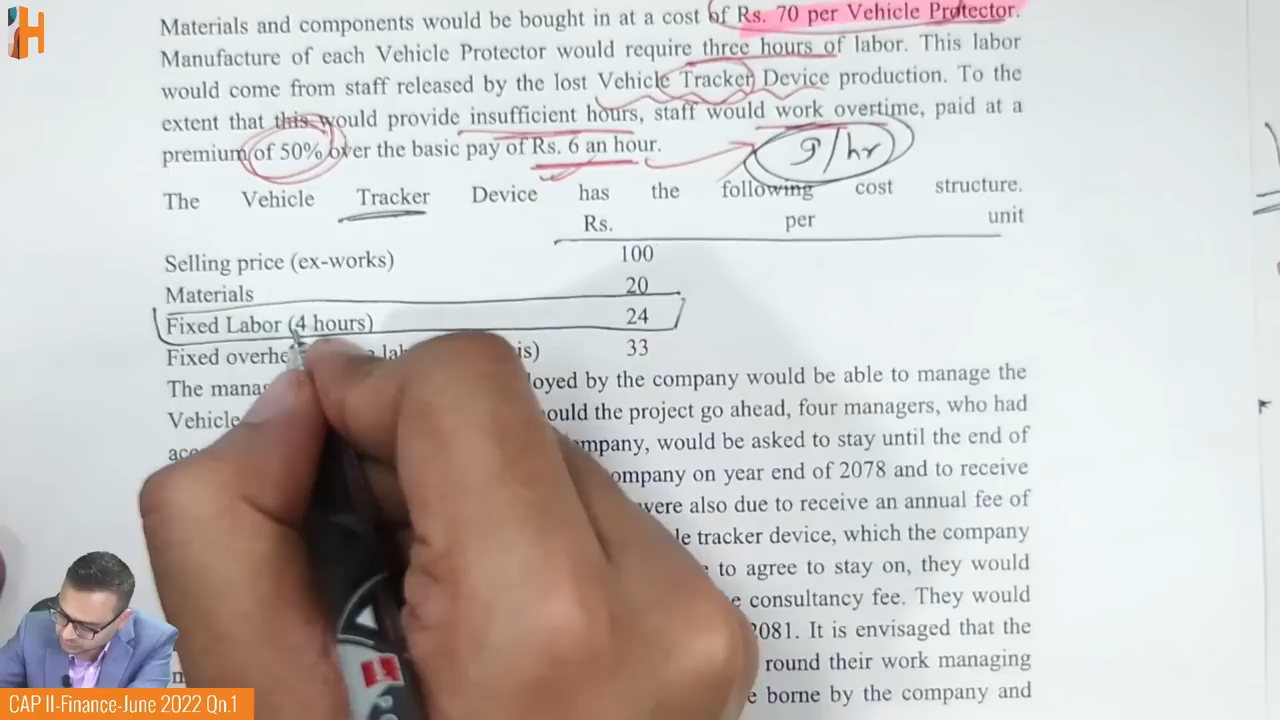 H
Materials and components would be bought in at a cost of Rs. 70 per Vehicle Protector.
Manufacture of each Vehicle Protector would require three hours of labor. This labor
would come from staff released by the lost Vehicle Tracker Device production. To the
extent that this would provide insufficient hours, staff would work overtime, paid at a
premium of 50% over the basic pay of Rs. 6 an hour.
9/hr
The Vehicle Tracker Device has the following cost structure.
Rs. per unit
Selling price (ex-works) 100
Materials 20
Fixed Labor (4 hours) 24
Fixed 33
The by the company would be able to manage the
Vehicle the project go ahead, four managers, who had
would be asked to stay until the end of
on year end of 2078 and to receive
were also due to receive an annual fee of
tracker device, which the company
to agree to stay on, they would
consultancy fee. They would
2081. It is envisaged that the
round their work managing
borne by the company and
CAP II-Finance-June 2022 Qn.1